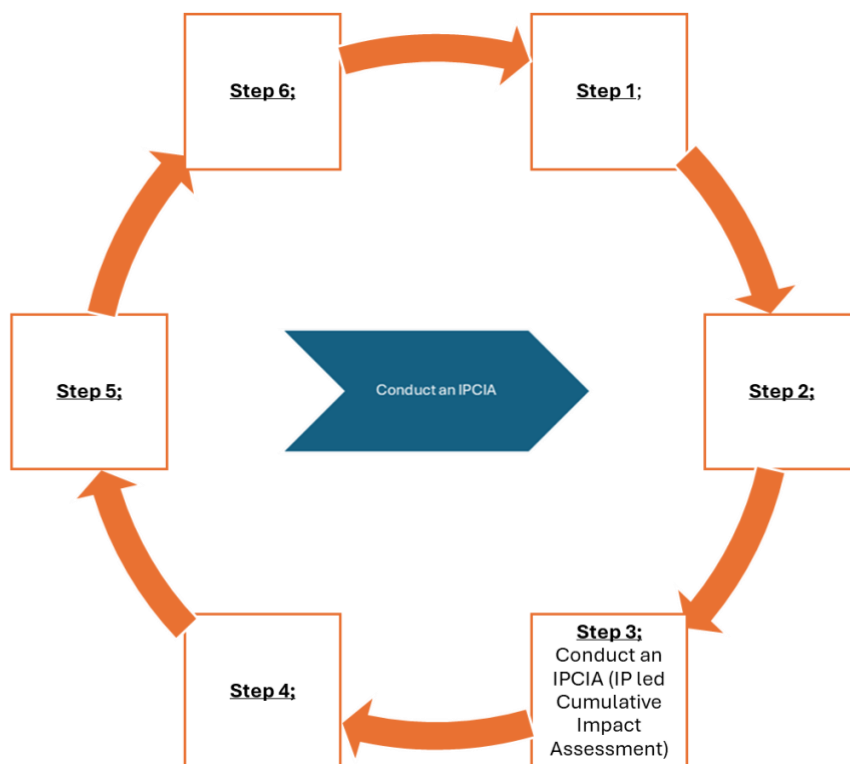 Step 6;
Step 1;
Step 5;
Conduct an IPCIA
Step 2;
Step 4;
Step 3;
Conduct an
IPCIA (IP led
Cumulative
Impact
Assessment)